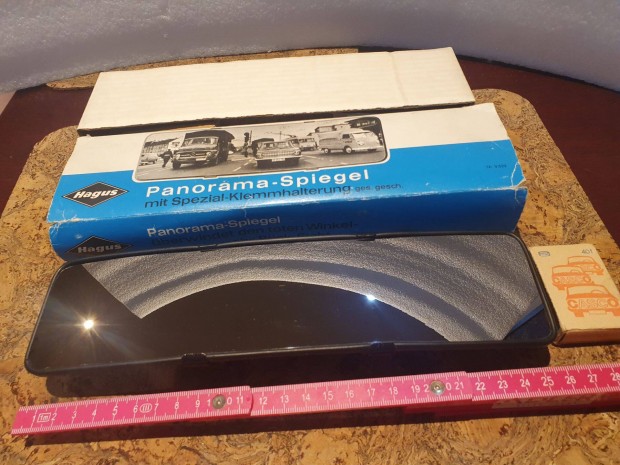 Hagus
Panorama-Spiegel
mit Spezial-Klemmhalterung ges. gesch.
Hagus
Panorama-Spiegel
Winkel-
1m 2 3 4 5 6 7 8 9 10 11 12 13 14 15 16 17 18 19 20 21 22 23 24 25 26 27 28